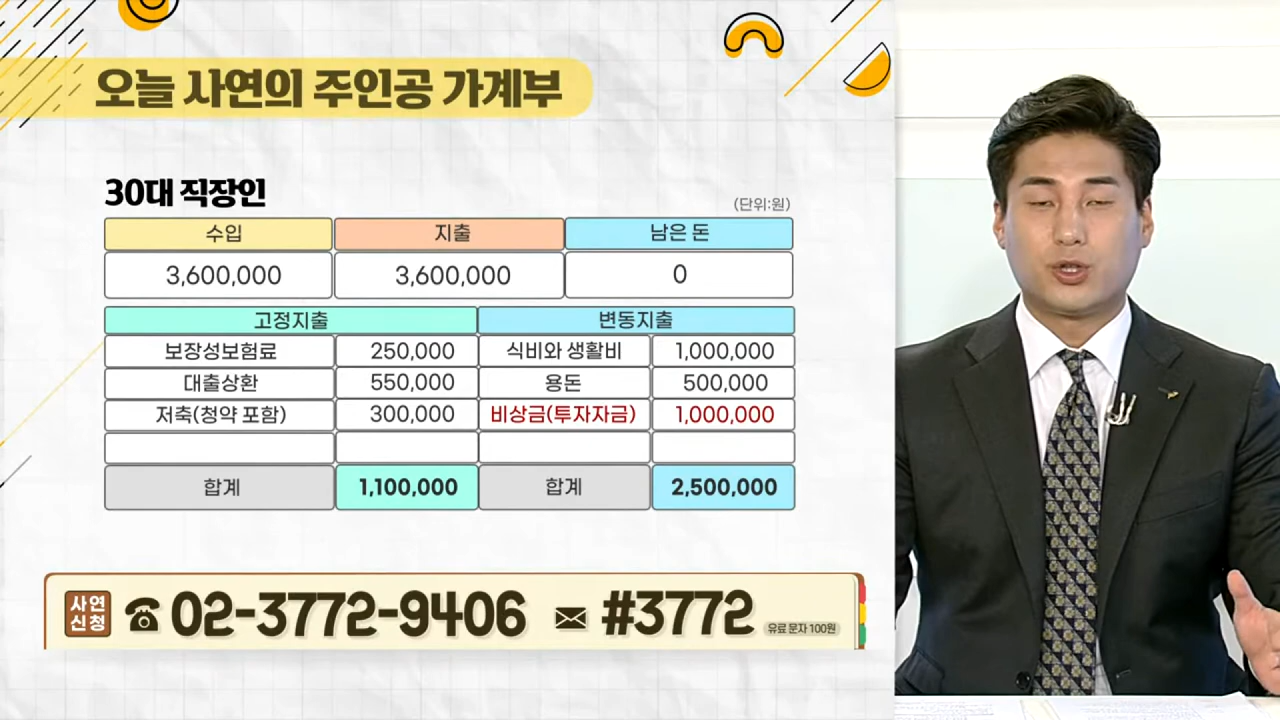 오늘 사연의 주인공 가계부
30대 직장인
(단위:원)
수입 지출 남은 돈
3,600,000 3,600,000 0
고정지출 변동지출
보장성보험료 250,000 식비와 생활비 1,000,000
대출상환 550,000 용돈 500,000
저축(청약 포함) 300,000 비상금(투자자금) 1,000,000
합계 1,100,000 합계 2,500,000
사연
신청
02-3772-9406 #3772
유료 문자 100원